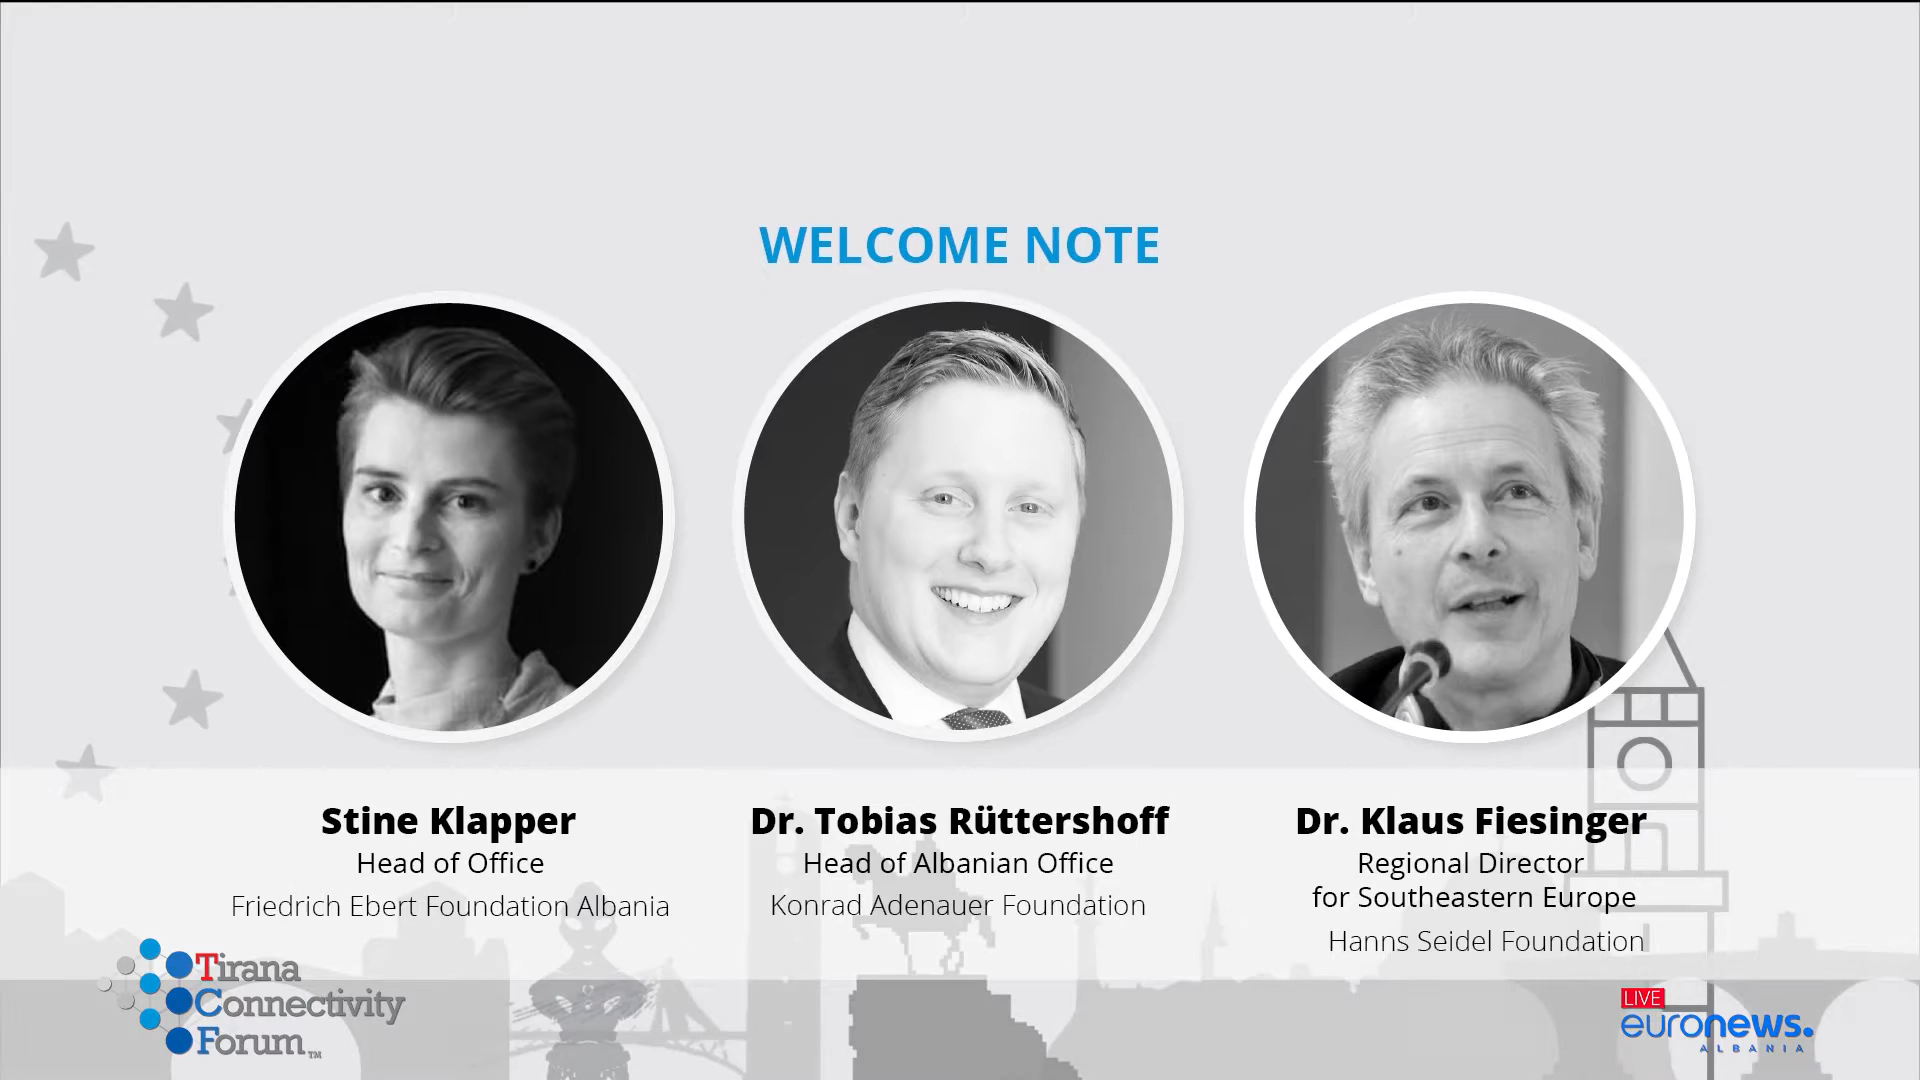 WELCOME NOTE
Stine Klapper
Head of Office
Friedrich Ebert Foundation Albania
Dr. Tobias Rüttershoff
Head of Albanian Office
Konrad Adenauer Foundation
Dr. Klaus Fiesinger
Regional Director
for Southeastern Europe
Hanns Seidel Foundation
Tirana
Connectivity
Forum™
LIVE
euronews.
ALBANIA